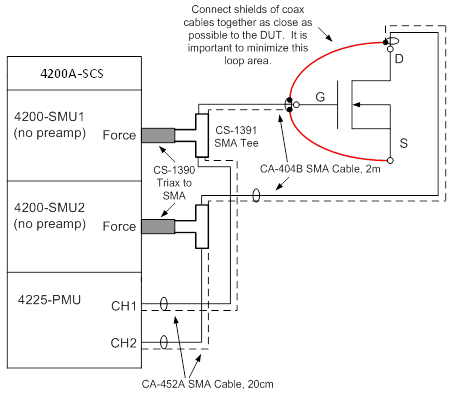 Connect shields of coax
cables together as close as
possible to the DUT. It is
important to minimize this
loop area.
4200A-SCS
D
4200-SMU1
(no preamp)
Force
G
CS-1391
SMA Tee
S
CS-1390
Triax to
SMA
CA-404B SMA Cable, 2m
4200-SMU2
(no preamp)
Force
4225-PMU
CH1
CH2
CA-452A SMA Cable, 20cm